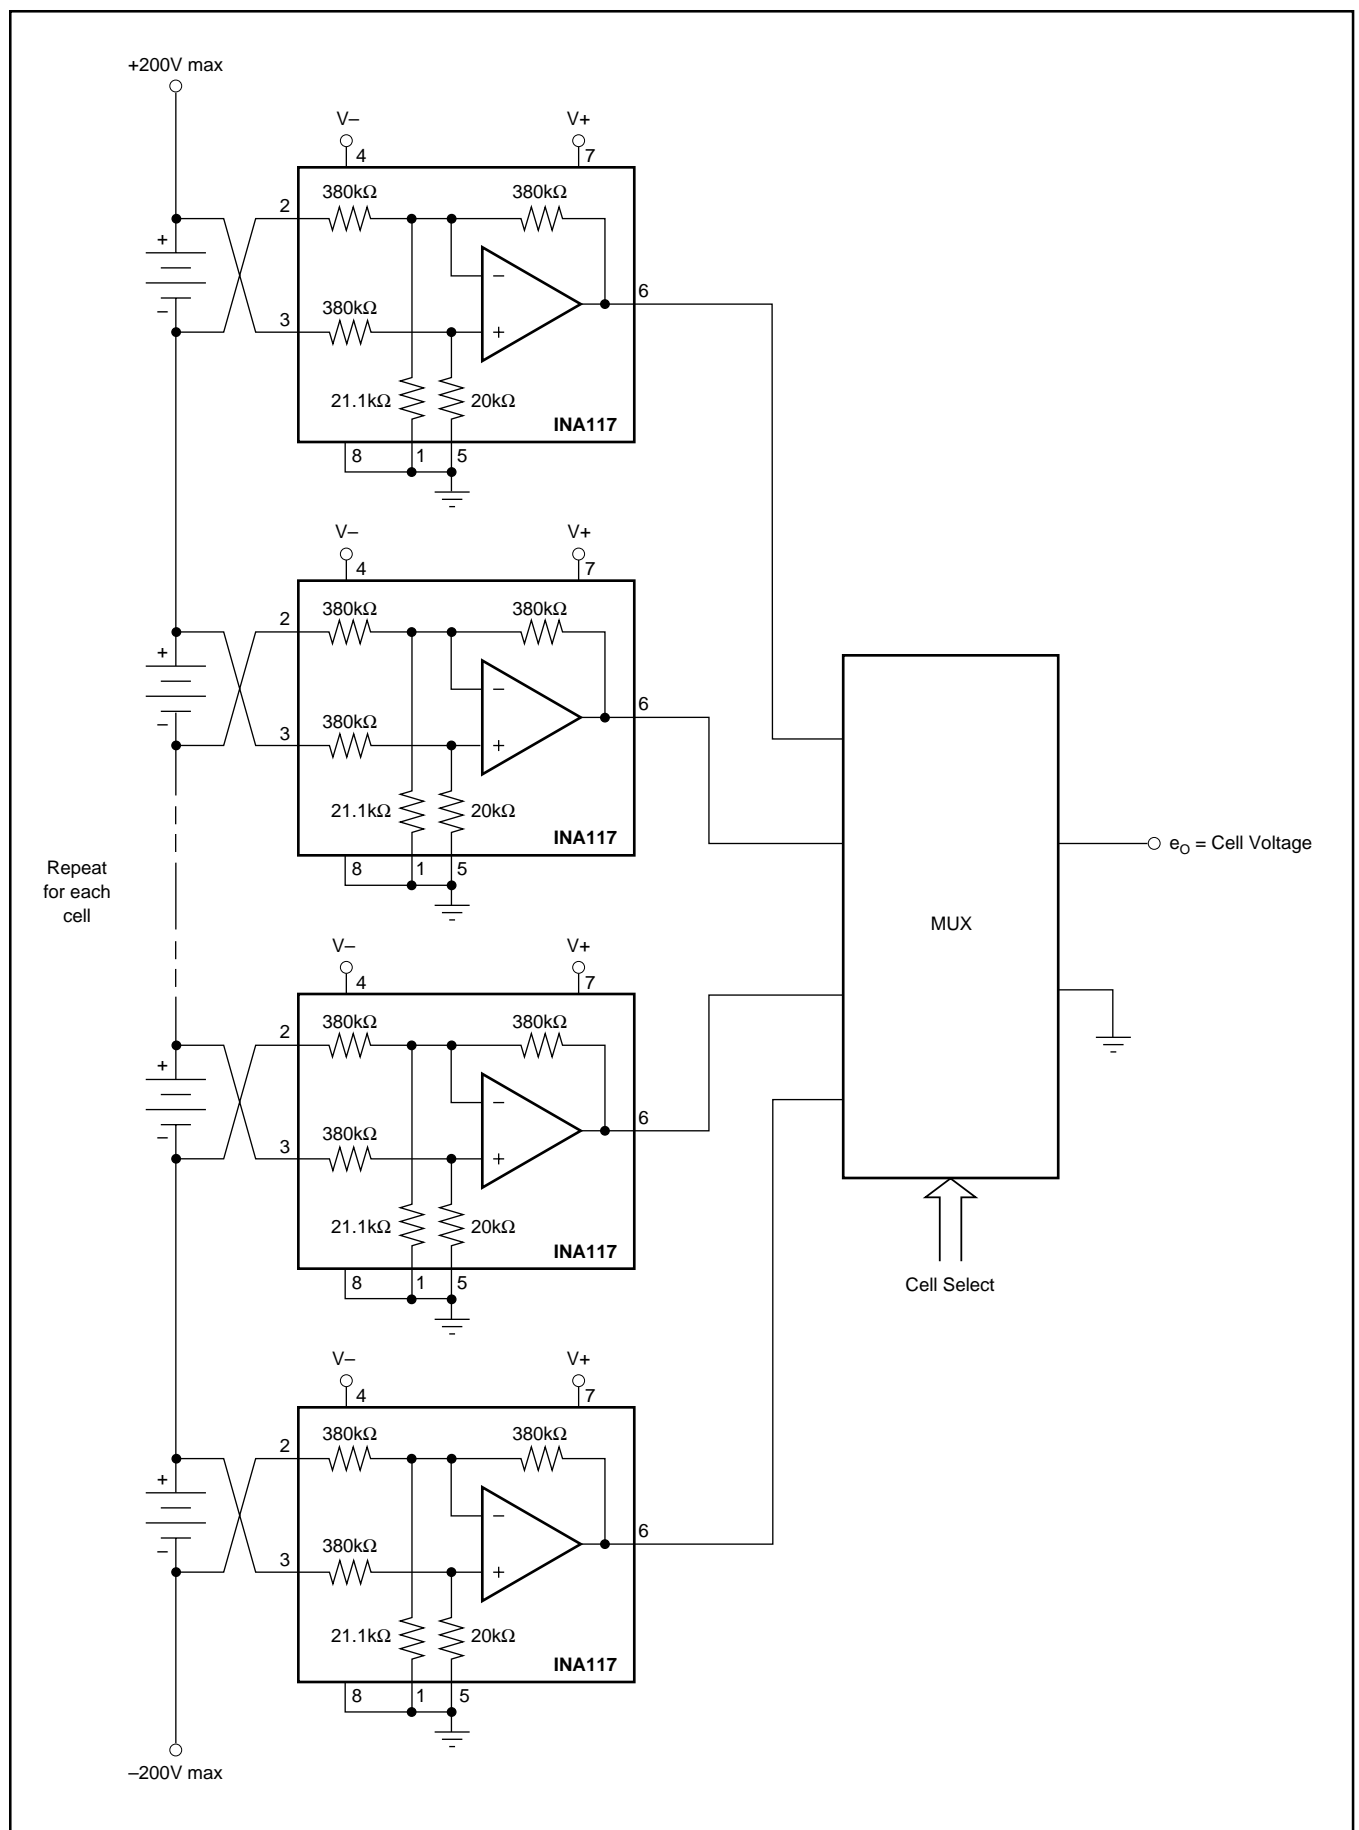 +200V max
V–
V+
4
7
380kΩ
380kΩ
2
+
–
6
–
380kΩ
3
+
21.1kΩ
20kΩ
INA117
8
1
5
V–
V+
4
7
380kΩ
380kΩ
2
+
–
6
–
380kΩ
3
+
21.1kΩ
20kΩ
INA117
8
1
5
Repeat
for each
cell
eO = Cell Voltage
MUX
V–
V+
4
7
380kΩ
380kΩ
2
+
–
6
–
380kΩ
3
+
21.1kΩ
20kΩ
INA117
8
1
5
Cell Select
V–
V+
4
7
380kΩ
380kΩ
2
+
–
6
–
380kΩ
3
+
21.1kΩ
20kΩ
INA117
8
1
5
–200V max